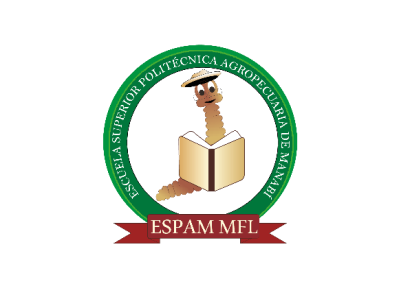 ESCUELA SUPERIOR POLITÉCNICA AGROPECUARIA DE MANABÍ
ESPAM MFL